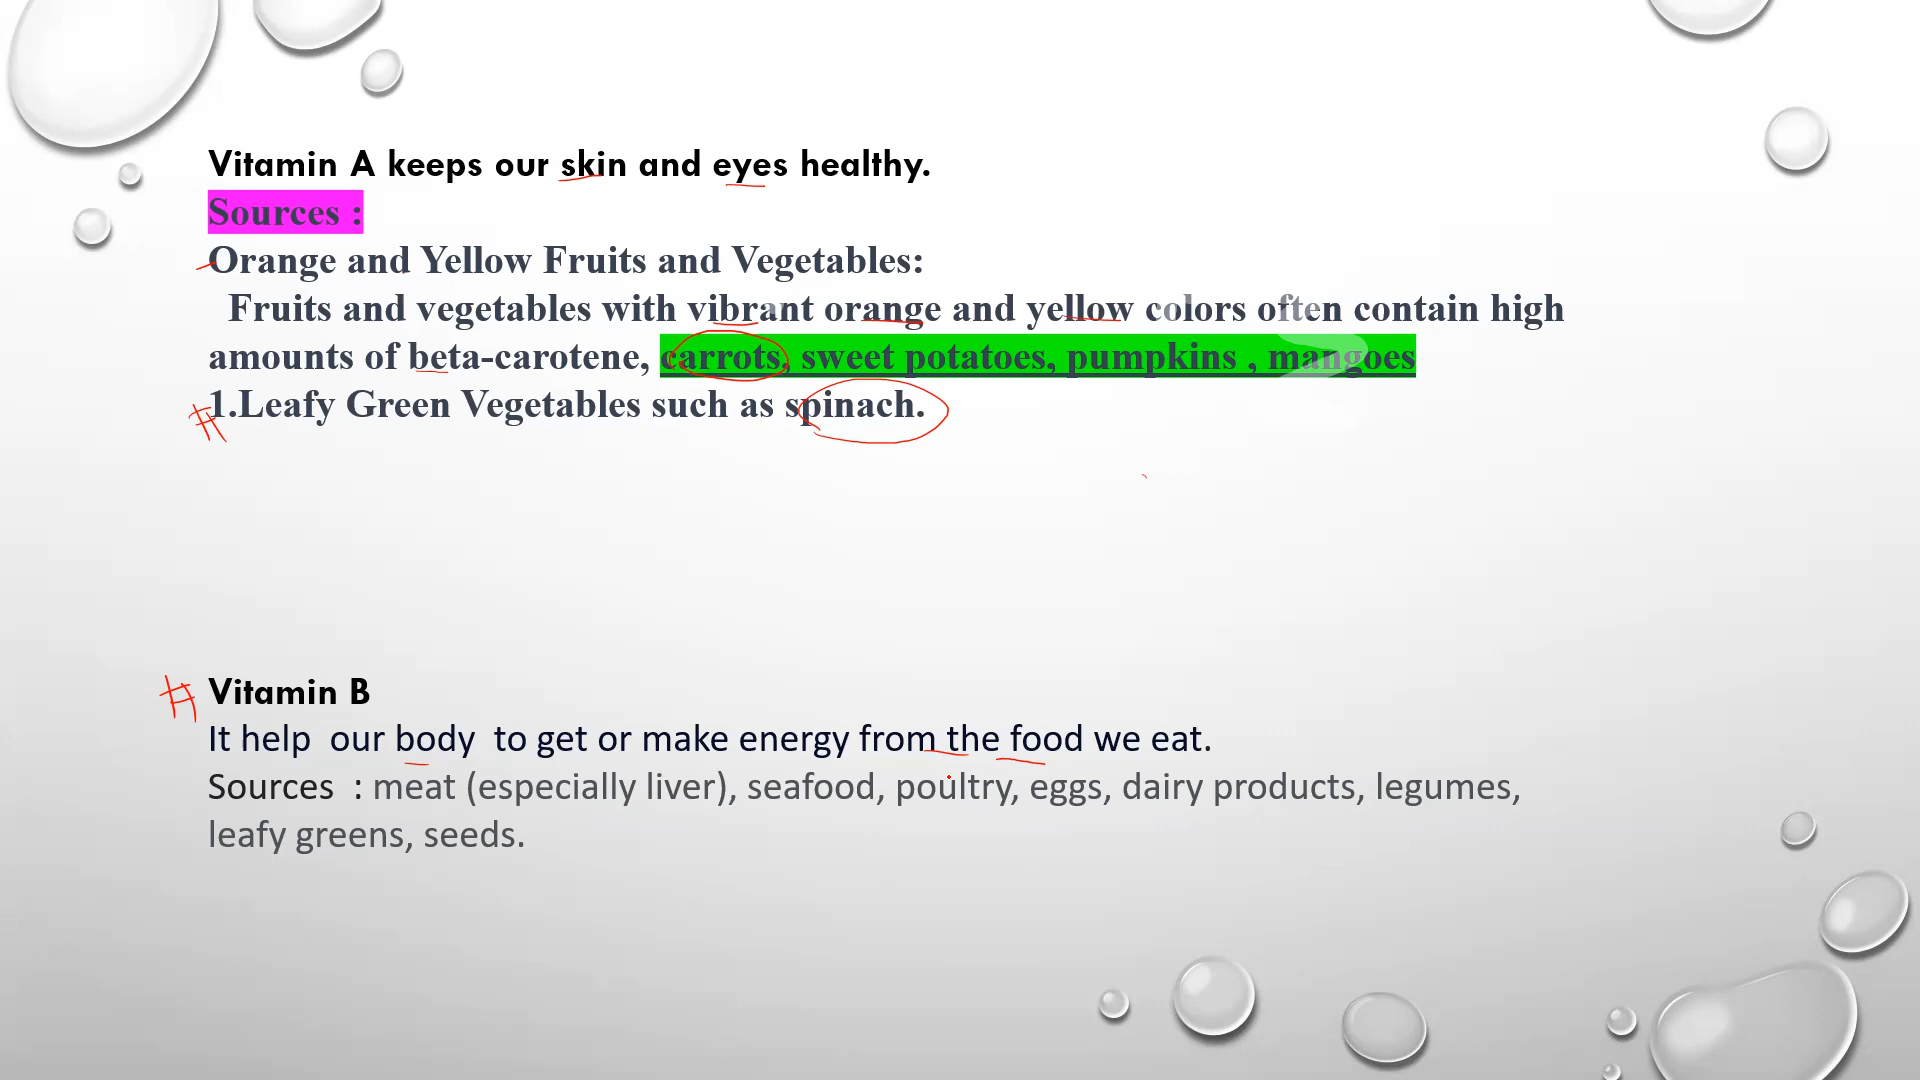 Vitamin A keeps our skin and eyes healthy.
Sources :
Orange and Yellow Fruits and Vegetables:
Fruits and vegetables with vibrant orange and yellow colors often contain high
amounts of beta-carotene, carrots, sweet potatoes, pumpkins , mangoes
1.Leafy Green Vegetables such as spinach.
# Vitamin B
It help our body to get or make energy from the food we eat.
Sources : meat (especially liver), seafood, poultry, eggs, dairy products, legumes,
leafy greens, seeds.